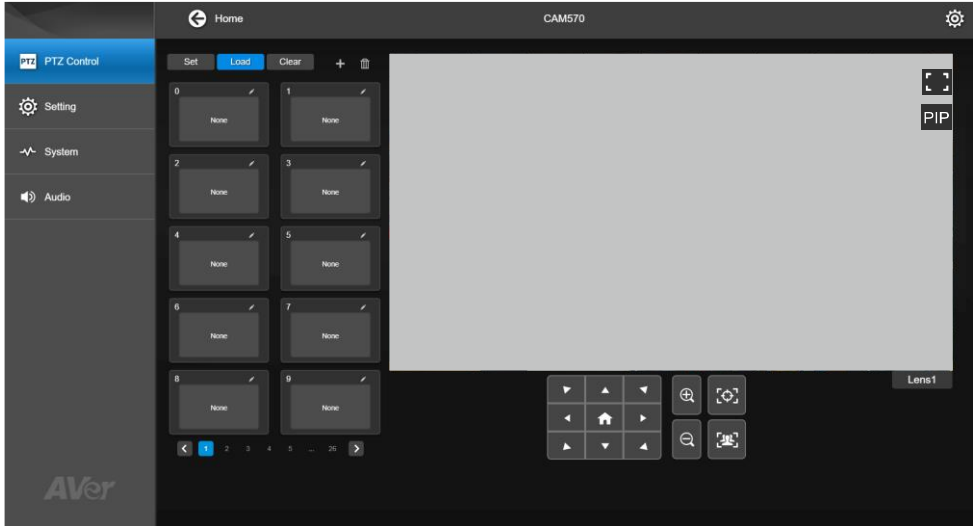 Home
CAM570
PTZ PTZ Control
Setting
System
Audio
Set Load Clear + 
0
None
1
None
2
None
3
None
4
None
5
None
6
None
7
None
8
None
9
None
1 2 3 4 5 ... 26
PIP
Lens1
AVer